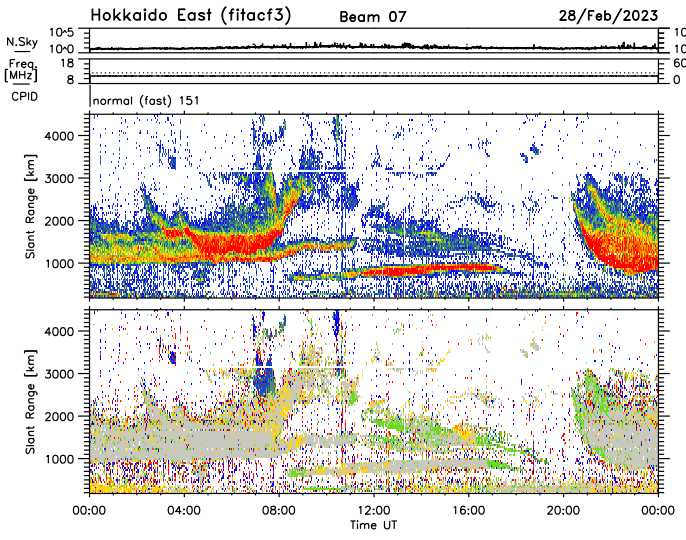 Hokkaido East (fitacf3) Beam 07 28/Feb/2023
N.Sky 10^5 10^0 10 10
Freq. [MHz] 18 8 60 0
CPID normal (fast) 151
Slant Range [km] 4000 3000 2000 1000
Slant Range [km] 4000 3000 2000 1000
00:00 04:00 08:00 12:00 16:00 20:00 00:00
Time UT